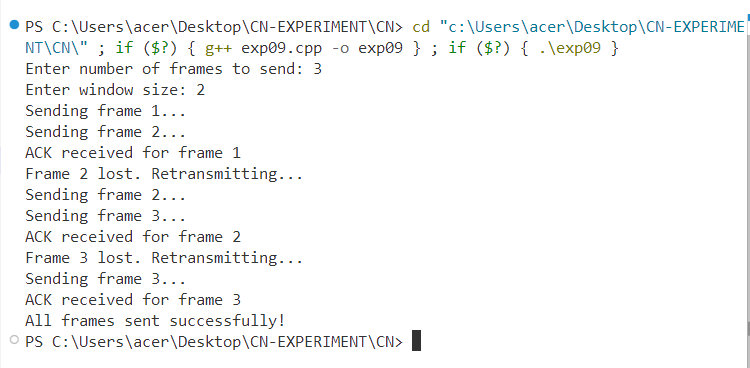 PS C:\Users\acer\Desktop\CN-EXPERIMENT\CN> cd "c:\Users\acer\Desktop\CN-EXPERIME
NT\CN\" ; if ($?) { g++ exp09.cpp -o exp09 } ; if ($?) { .\exp09 }
Enter number of frames to send: 3
Enter window size: 2
Sending frame 1...
Sending frame 2...
ACK received for frame 1
Frame 2 lost. Retransmitting...
Sending frame 2...
Sending frame 3...
ACK received for frame 2
Frame 3 lost. Retransmitting...
Sending frame 3...
ACK received for frame 3
All frames sent successfully!
PS C:\Users\acer\Desktop\CN-EXPERIMENT\CN>